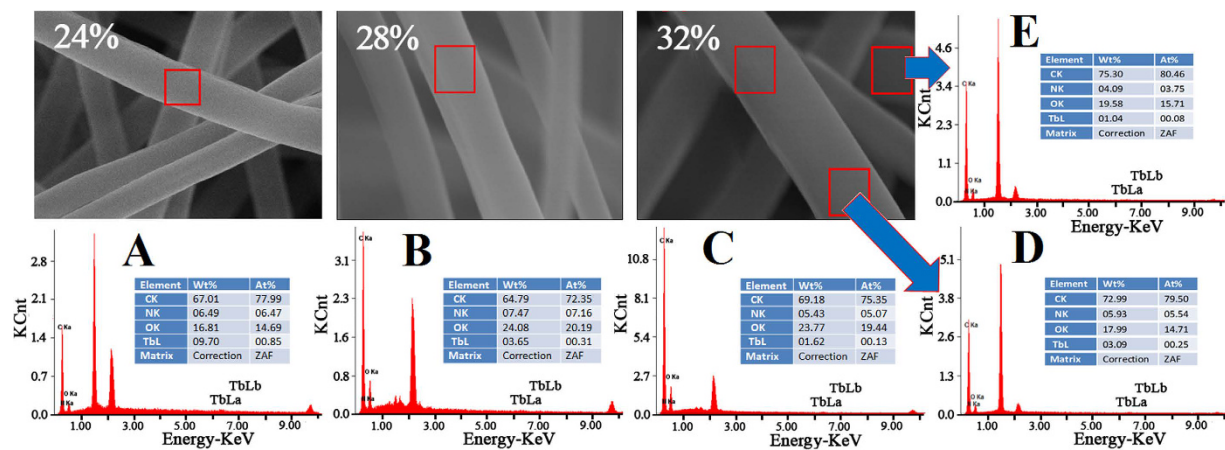 24%
28%
32%
E
KCnt
4.6
3.4
2.3
1.1
0.0
C Ka
O Ka
N Ka
Element Wt% At%
CK 75.30 80.46
NK 04.09 03.75
OK 19.58 15.71
TbL 01.04 00.08
Matrix Correction ZAF
TbLb
TbLa
1.00 3.00 5.00 7.00 9.00
Energy-KeV
A
KCnt
2.8
2.1
1.4
0.7
0.0
C Ka
O Ka
N Ka
Element Wt% At%
CK 67.01 77.99
NK 06.49 06.47
OK 16.81 14.69
TbL 09.70 00.85
Matrix Correction ZAF
TbLb
TbLa
1.00 3.00 5.00 7.00 9.00
Energy-KeV
B
KCnt
3.1
2.3
1.6
0.8
0.0
C Ka
O Ka
N Ka
Element Wt% At%
CK 64.79 72.35
NK 07.47 07.16
OK 24.08 20.19
TbL 03.65 00.31
Matrix Correction ZAF
TbLb
TbLa
1.00 3.00 5.00 7.00 9.00
Energy-KeV
C
KCnt
10.8
8.1
5.4
2.7
0.0
C Ka
O Ka
N Ka
Element Wt% At%
CK 69.18 75.35
NK 05.43 05.07
OK 23.77 19.44
TbL 01.62 00.13
Matrix Correction ZAF
TbLb
TbLa
1.00 3.00 5.00 7.00 9.00
Energy-KeV
D
KCnt
5.1
3.8
2.6
1.3
0.0
C Ka
O Ka
N Ka
Element Wt% At%
CK 72.99 79.50
NK 05.93 05.54
OK 17.99 14.71
TbL 03.09 00.25
Matrix Correction ZAF
TbLb
TbLa
1.00 3.00 5.00 7.00 9.00
Energy-KeV